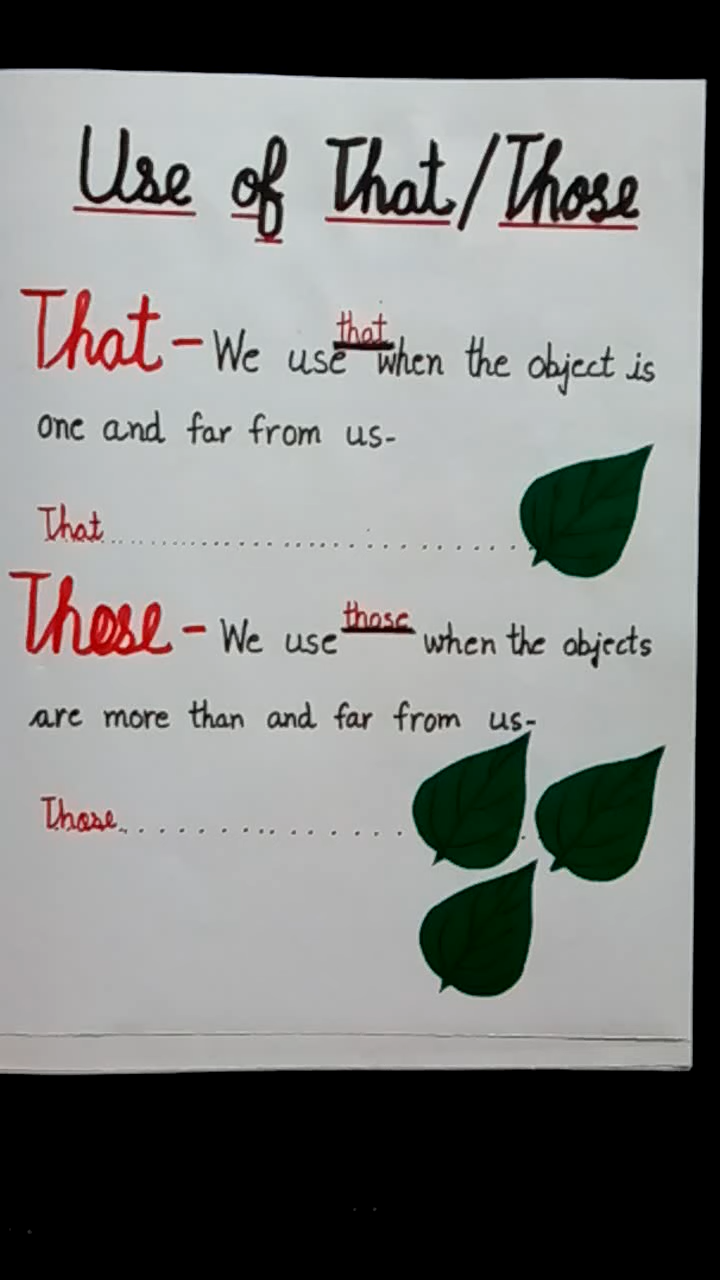 Use of That/Those
That - We use that when the object is
one and far from us-
That....................................
Those - We use those when the objects
are more than and far from us-
Those..................